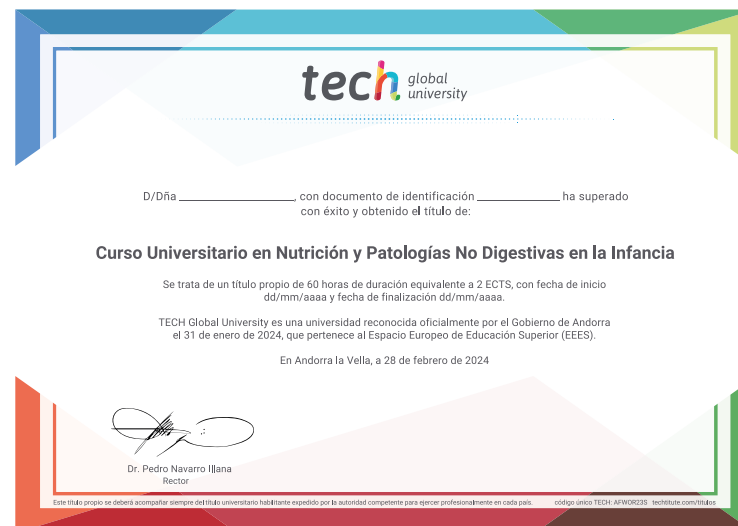 tech global university
D/Dña ______________, con documento de identificación ______________ ha superado
con éxito y obtenido el título de:
Curso Universitario en Nutrición y Patologías No Digestivas en la Infancia
Se trata de un título propio de 60 horas de duración equivalente a 2 ECTS, con fecha de inicio
dd/mm/aaaa y fecha de finalización dd/mm/aaaa.
TECH Global University es una universidad reconocida oficialmente por el Gobierno de Andorra
el 31 de enero de 2024, que pertenece al Espacio Europeo de Educación Superior (EEES).
En Andorra la Vella, a 28 de febrero de 2024
Dr. Pedro Navarro Illana
Rector
Este título propio se deberá acompañar siempre del título universitario habilitante expedido por la autoridad competente para ejercer profesionalmente en cada país. código único TECH: AFWOR23S techtitute.com/titulos